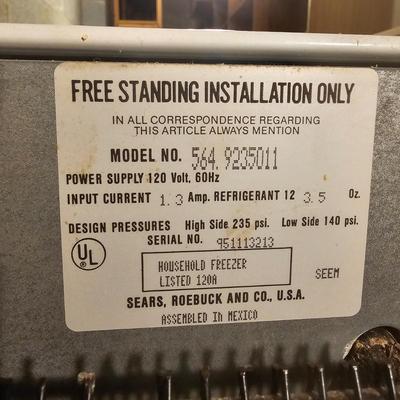 FREE STANDING INSTALLATION ONLY
IN ALL CORRESPONDENCE REGARDING
THIS ARTICLE ALWAYS MENTION
MODEL NO. 564.9235011
POWER SUPPLY 120 Volt, 60Hz
INPUT CURRENT 1.3 Amp. REFRIGERANT 12 3.5 Oz.
DESIGN PRESSURES High Side 235 psi. Low Side 140 psi.
SERIAL NO. 951113213
UL
HOUSEHOLD FREEZER
LISTED 120A
SEEM
SEARS, ROEBUCK AND CO., U.S.A.
ASSEMBLED In MEXICO